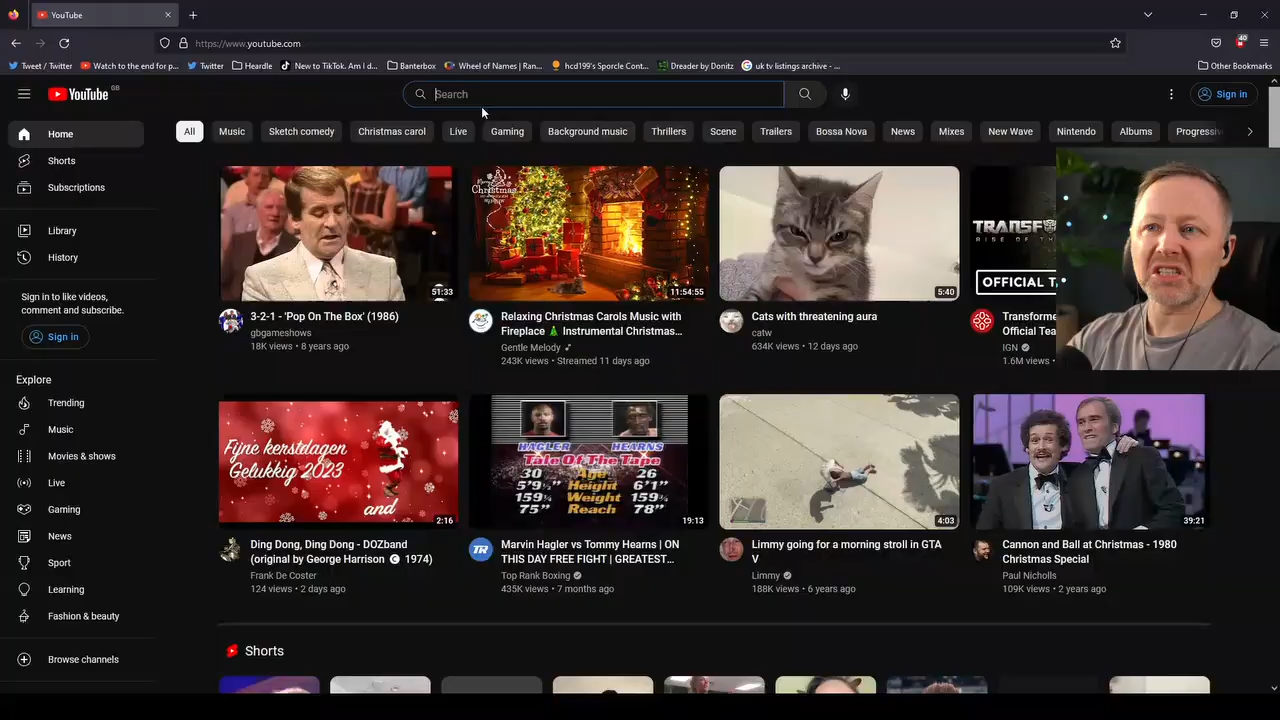 YouTube
https://www.youtube.com
Tweet / Twitter
Watch to the end for p...
Twitter
Heardle
New to TikTok. Am I d...
Banterbox
Wheel of Names | Ran...
hcd199's Sporcle Cont...
Dreader by Donitz
uk tv listings archive - ...
Other Bookmarks
40
YouTube GB
Search
Sign in
Home
Shorts
Subscriptions
Library
History
Sign in to like videos,
comment and subscribe.
Sign in
Explore
Trending
Music
Movies & shows
Live
Gaming
News
Sport
Learning
Fashion & beauty
Browse channels
All
Music
Sketch comedy
Christmas carol
Live
Gaming
Background music
Thrillers
Scene
Trailers
Bossa Nova
News
Mixes
New Wave
Nintendo
Albums
Progressiv
51:33
3-2-1 - 'Pop On The Box' (1986)
gbgameshows
18K views • 8 years ago
Christmas
11:54:55
Relaxing Christmas Carols Music with
Fireplace 🎄 Instrumental Christmas...
Gentle Melody
243K views • Streamed 11 days ago
5:40
Cats with threatening aura
catw
634K views • 12 days ago
TRANSF
RISE OF TH
OFFICIAL T
Transforme
Official Tea
IGN
1.6M views •
Fijne kerstdagen
Gelukkig 2023
and
2:16
Ding Dong, Ding Dong - DOZband
(original by George Harrison © 1974)
Frank De Coster
124 views • 2 days ago
HAGLER HEARNS
Tale Of The Tape
30 Age 26
5'9½" Height 6'1"
159¼ Weight 159¾
75" Reach 78"
19:13
Marvin Hagler vs Tommy Hearns | ON
THIS DAY FREE FIGHT | GREATEST...
TR
Top Rank Boxing
435K views • 7 months ago
4:03
Limmy going for a morning stroll in GTA
V
Limmy
188K views • 6 years ago
39:21
Cannon and Ball at Christmas - 1980
Christmas Special
Paul Nicholls
109K views • 2 years ago
Shorts